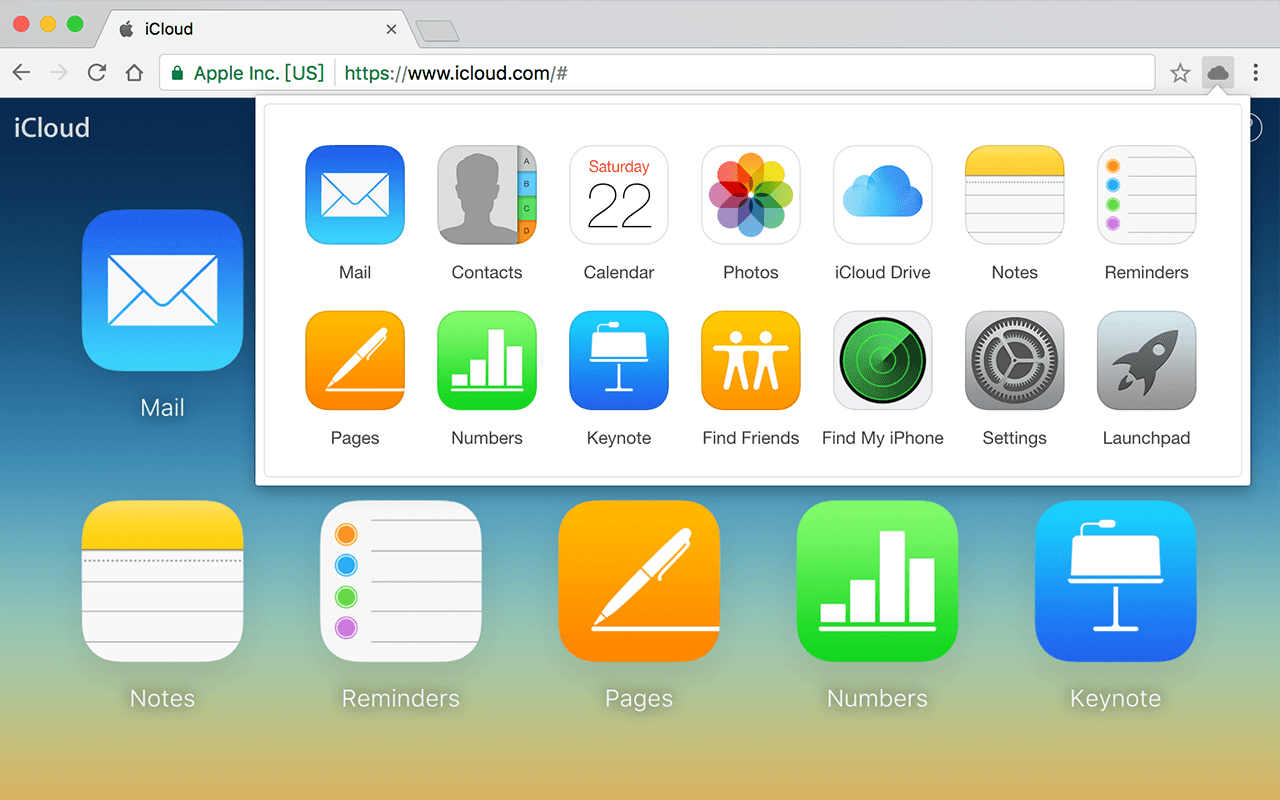 iCloud
Apple Inc. [US] https://www.icloud.com/#
iCloud
?
A
B
C
D
Saturday
22
Mail Contacts Calendar Photos iCloud Drive Notes Reminders
Pages Numbers Keynote Find Friends Find My iPhone Settings Launchpad
Mail
Notes Reminders Pages Numbers Keynote